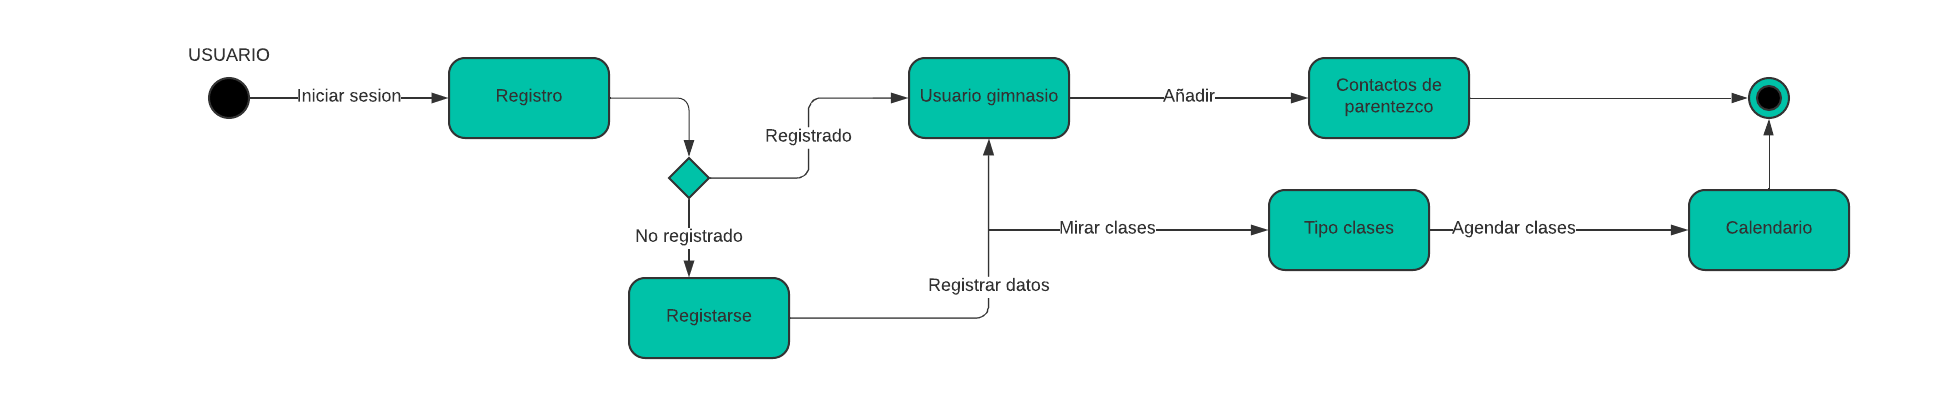 USUARIO
Iniciar sesion
Registro
Registrado
No registrado
Registarse
Registrar datos
Usuario gimnasio
Añadir
Contactos de
parentezco
Mirar clases
Tipo clases
Agendar clases
Calendario